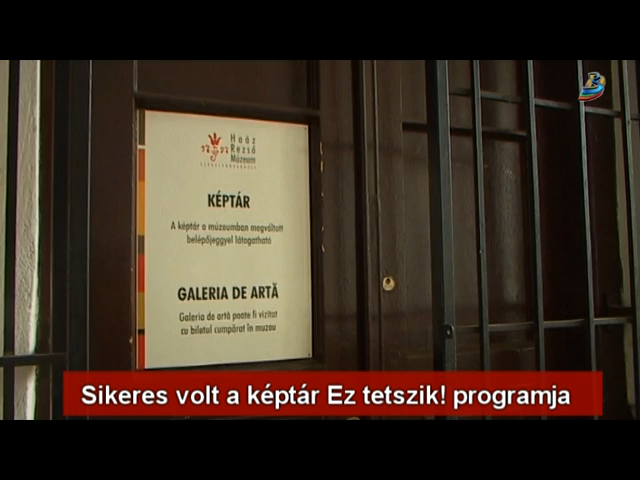 Haáz
Rezső
Múzeum
KÉPTÁR
A képtár a múzeumban megváltott
belépőjeggyel látogatható
GALERIA DE ARTĂ
Galeria de artă poate fi vizitat
cu biletul cumpărat în muzeu
Sikeres volt a képtár Ez tetszik! programja